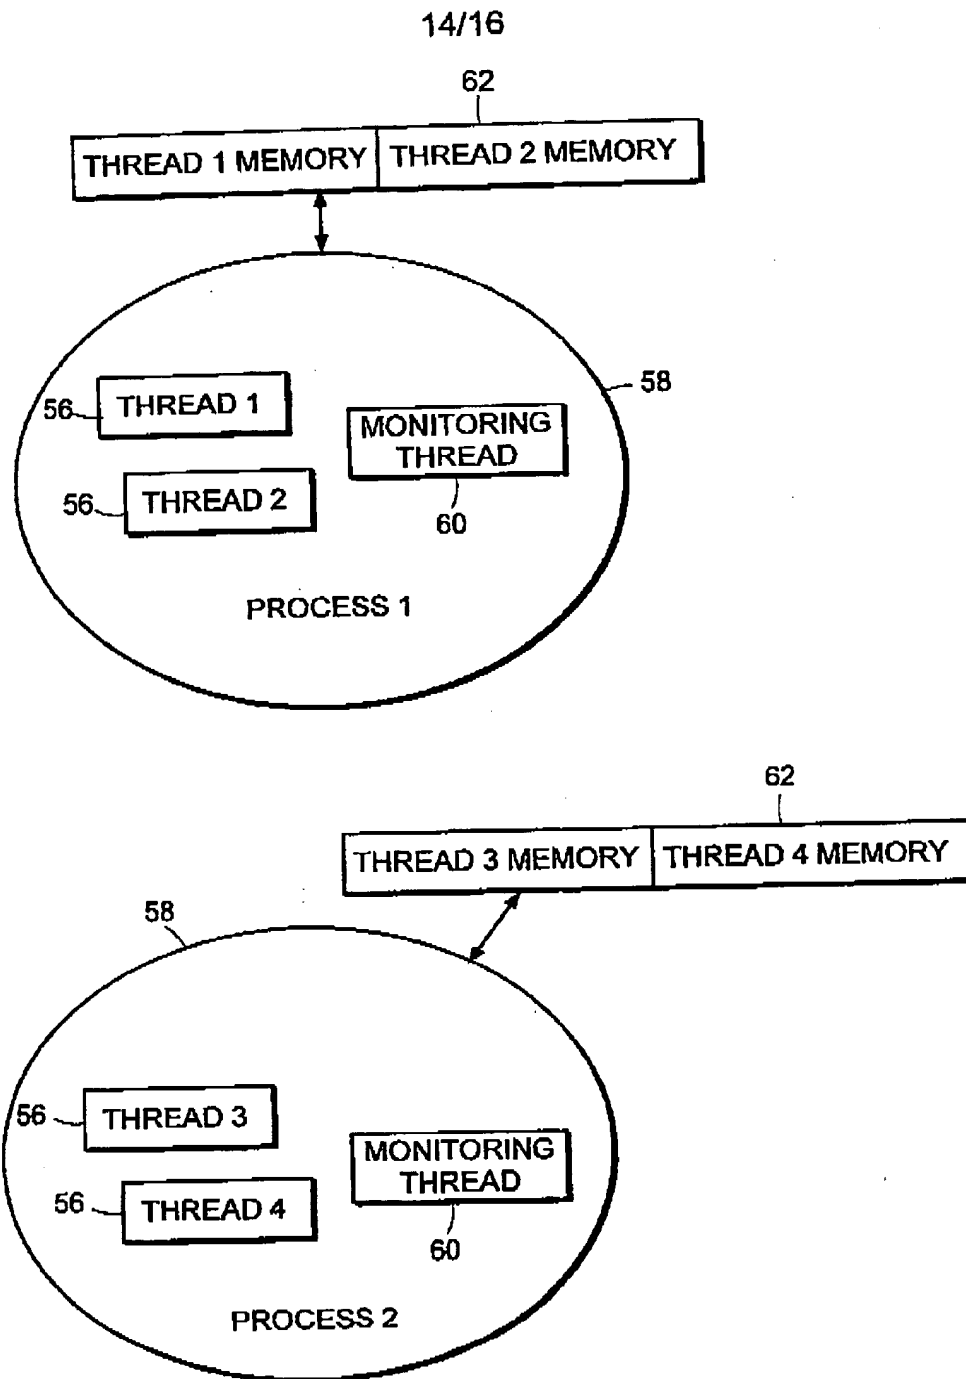 14/16
62
THREAD 1 MEMORY THREAD 2 MEMORY
58
56 THREAD 1
MONITORING
THREAD
56 THREAD 2
60
PROCESS 1
62
THREAD 3 MEMORY THREAD 4 MEMORY
58
56 THREAD 3
MONITORING
THREAD
56 THREAD 4
60
PROCESS 2